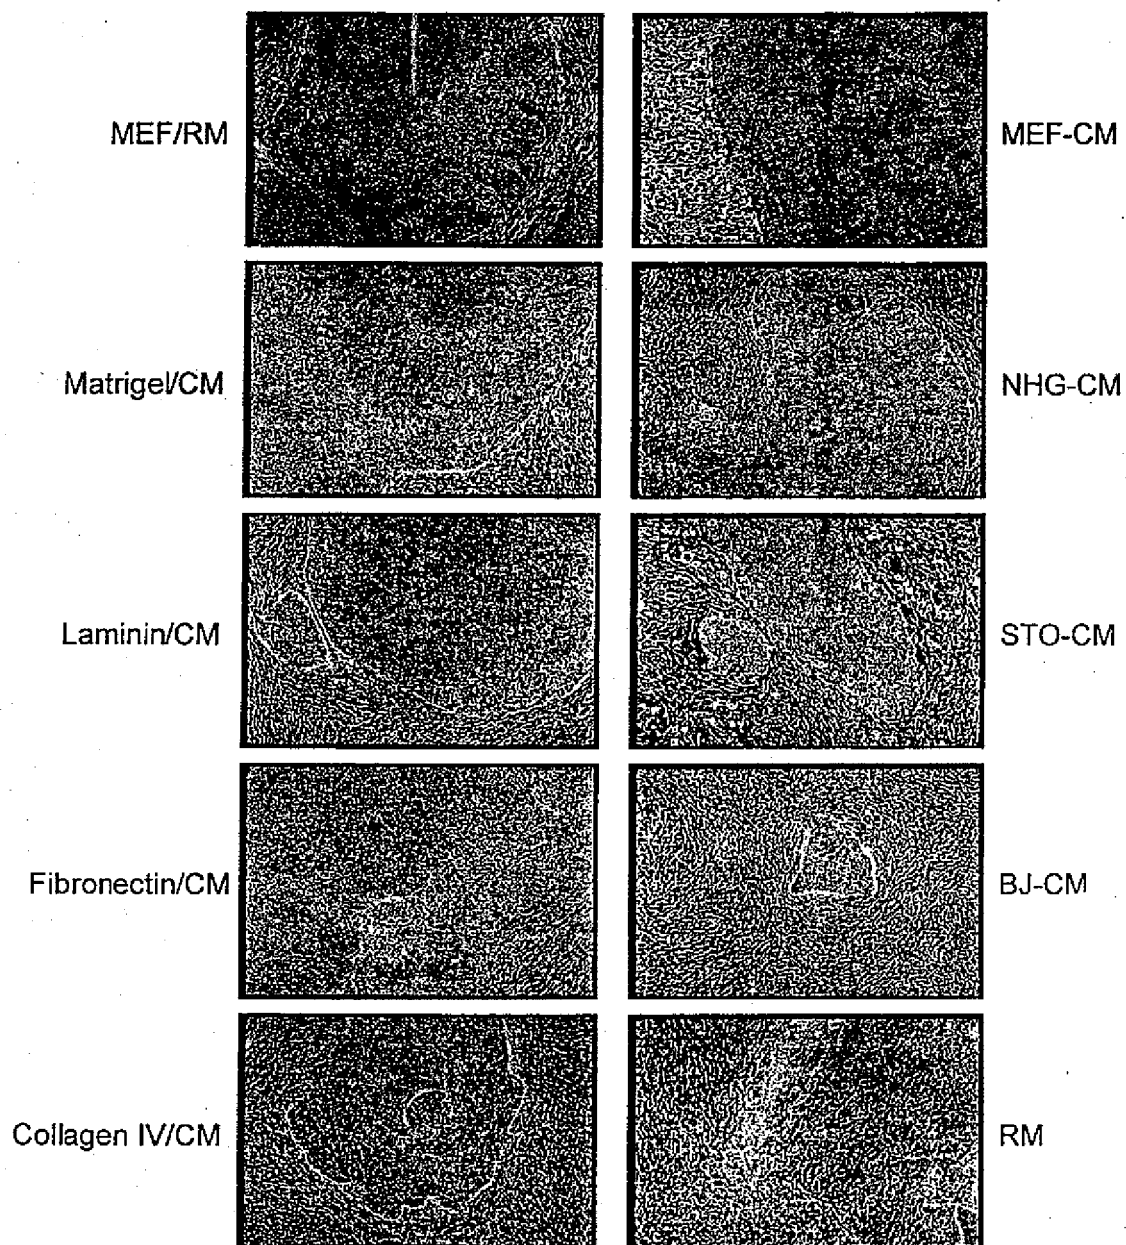 MEF/RM
MEF-CM
Matrigel/CM
NHG-CM
Laminin/CM
STO-CM
Fibronectin/CM
BJ-CM
Collagen IV/CM
RM